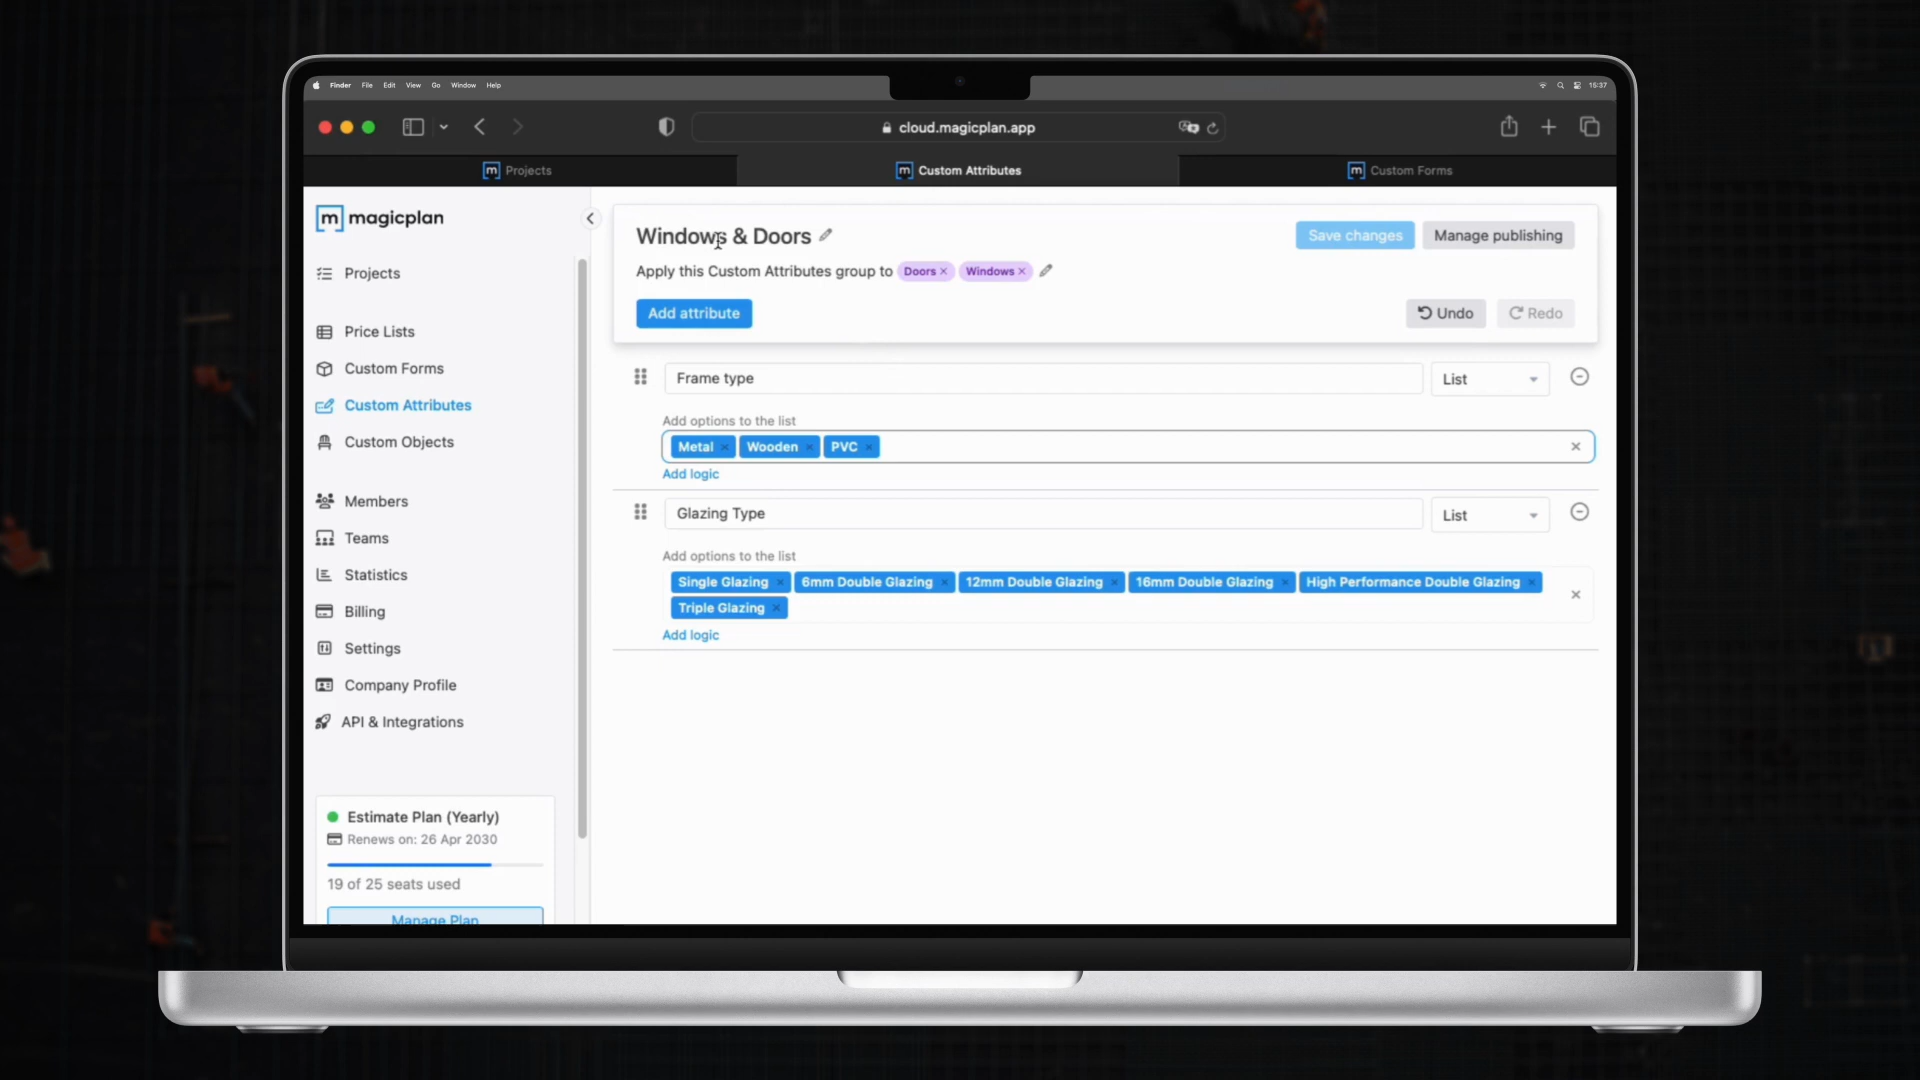 Finder File Edit View Go Window Help
15:37
cloud.magicplan.app
m Projects
m Custom Attributes
m Custom Forms
m magicplan
Projects
Price Lists
Custom Forms
Custom Attributes
Custom Objects
Members
Teams
Statistics
Billing
Settings
Company Profile
API & Integrations
Estimate Plan (Yearly)
Renews on: 26 Apr 2030
19 of 25 seats used
Manage Plan
Windows & Doors
Save changes
Manage publishing
Apply this Custom Attributes group to Doors × Windows ×
Add attribute
Undo
Redo
Frame type
List
Add options to the list
Metal × Wooden × PVC ×
Add logic
Glazing Type
List
Add options to the list
Single Glazing × 6mm Double Glazing × 12mm Double Glazing × 16mm Double Glazing × High Performance Double Glazing ×
Triple Glazing ×
Add logic